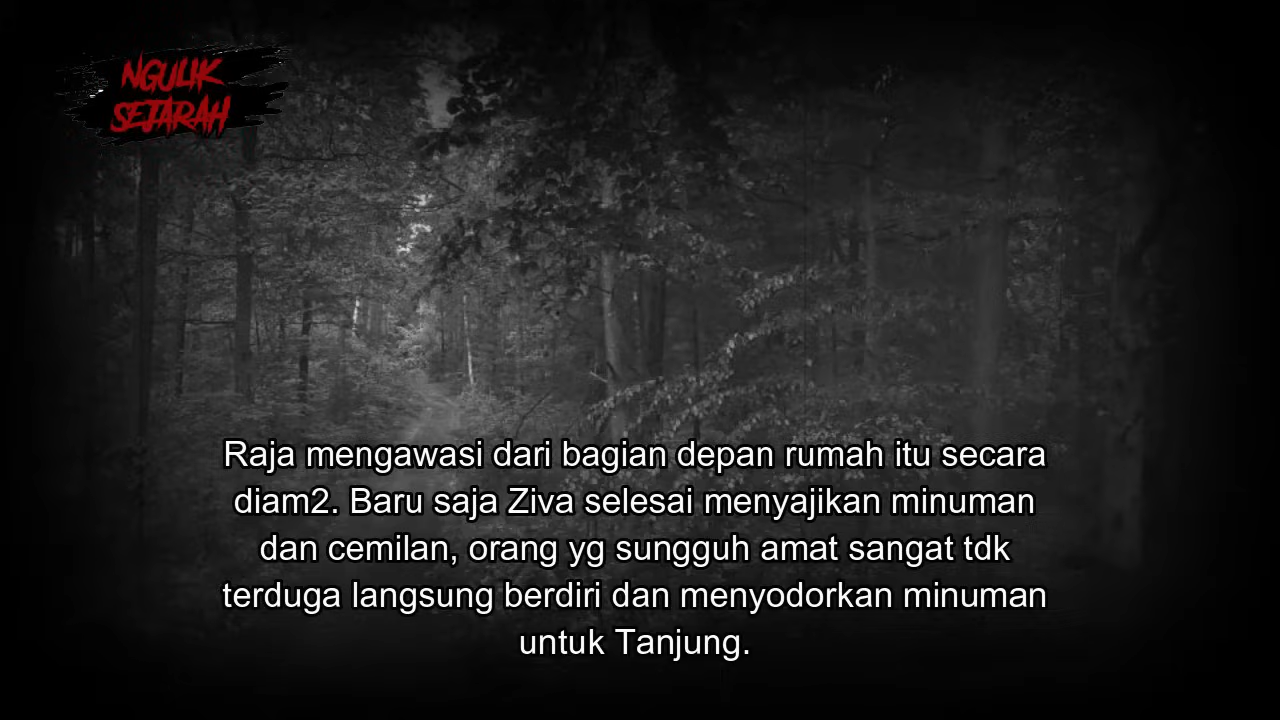 NGULIK
SEJARAH
Raja mengawasi dari bagian depan rumah itu secara
diam2. Baru saja Ziva selesai menyajikan minuman
dan cemilan, orang yg sungguh amat sangat tdk
terduga langsung berdiri dan menyodorkan minuman
untuk Tanjung.